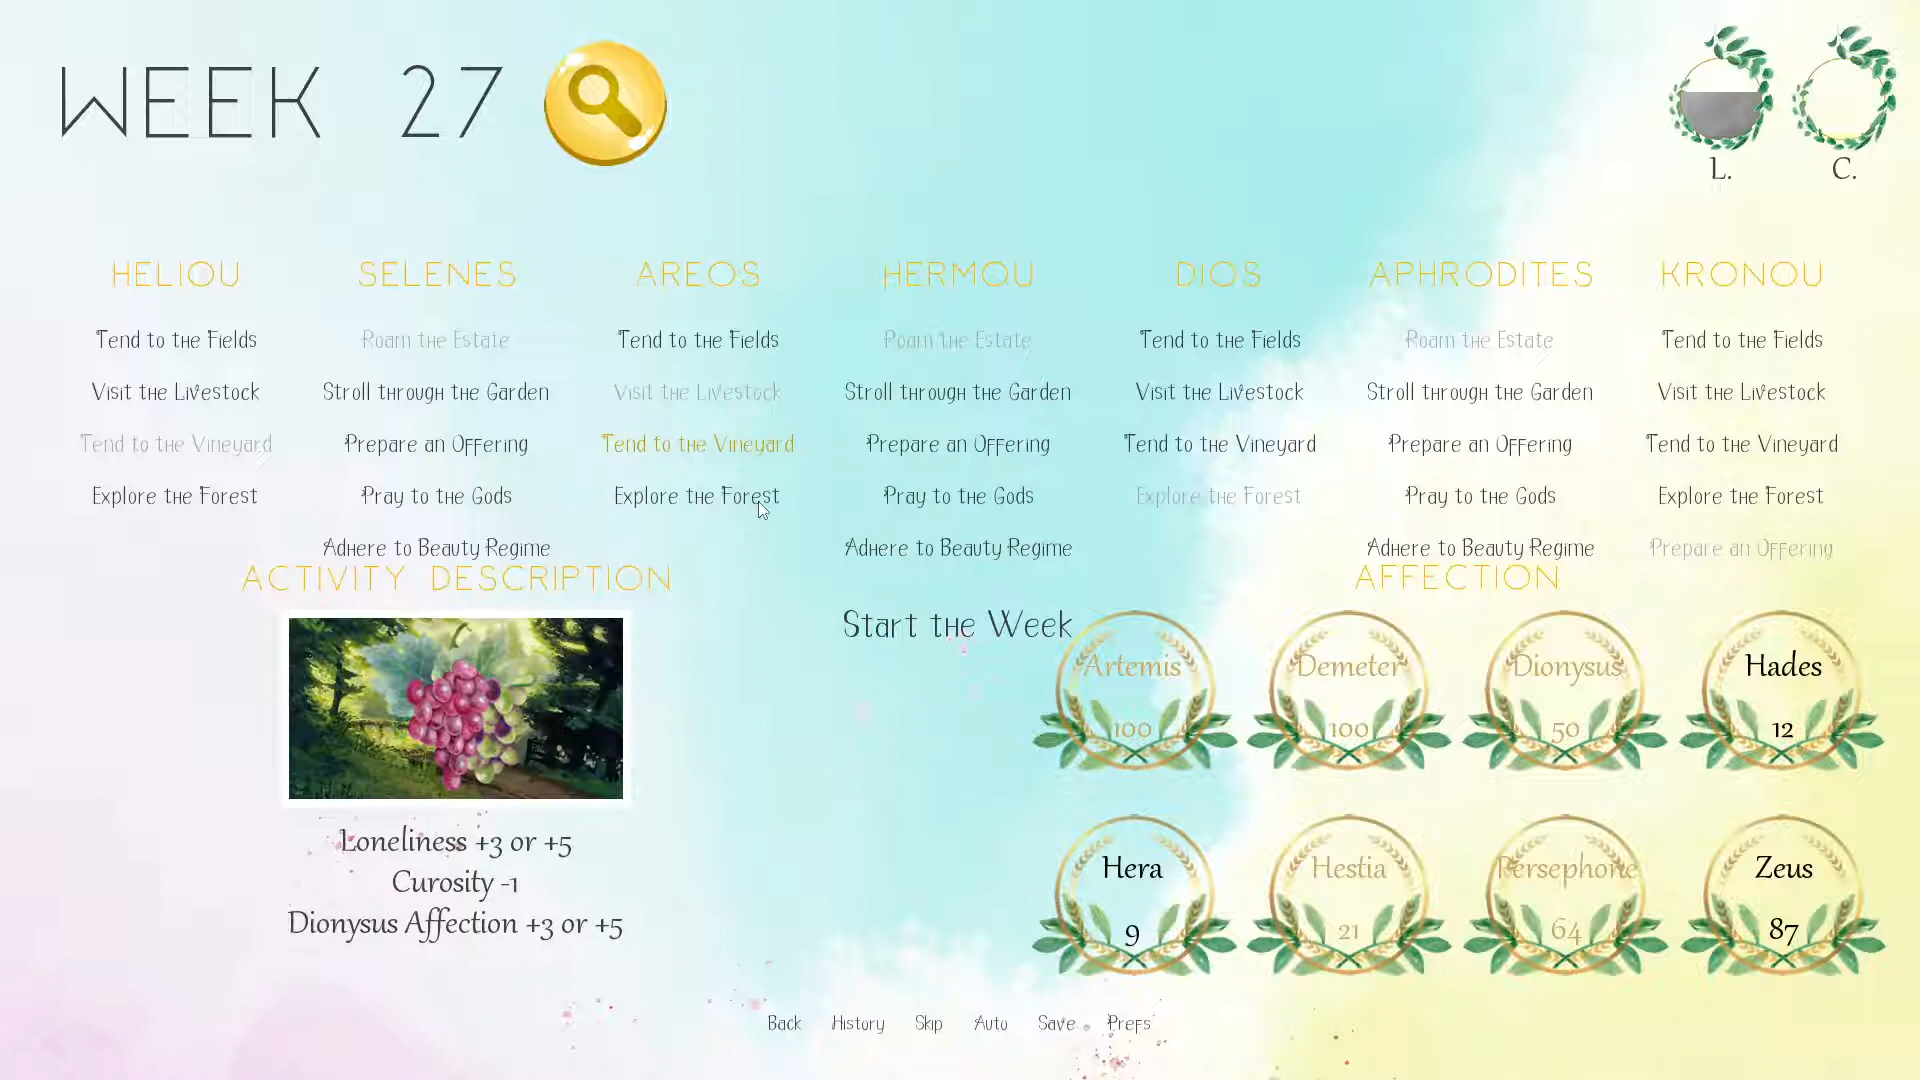 WEEK 27
L.
C.
HELIOU
SELENES
AREOS
HERMOU
DIOS
APHRODITES
KRONOU
Tend to the Fields
Roam the Estate
Tend to the Fields
Roam the Estate
Tend to the Fields
Roam the Estate
Tend to the Fields
Visit the Livestock
Stroll through the Garden
Visit the Livestock
Stroll through the Garden
Visit the Livestock
Stroll through the Garden
Visit the Livestock
Tend to the Vineyard
Prepare an Offering
Tend to the Vineyard
Prepare an Offering
Tend to the Vineyard
Prepare an Offering
Tend to the Vineyard
Explore the Forest
Pray to the Gods
Explore the Forest
Pray to the Gods
Explore the Forest
Pray to the Gods
Explore the Forest
Adhere to Beauty Regime
Adhere to Beauty Regime
Adhere to Beauty Regime
Prepare an Offering
ACTIVITY DESCRIPTION
Loneliness +3 or +5
Curosity -1
Dionysus Affection +3 or +5
Start the Week
AFFECTION
Artemis
100
Demeter
100
Dionysus
50
Hades
12
Hera
9
Hestia
21
Persephone
64
Zeus
87
Back
History
Skip
Auto
Save
Prefs